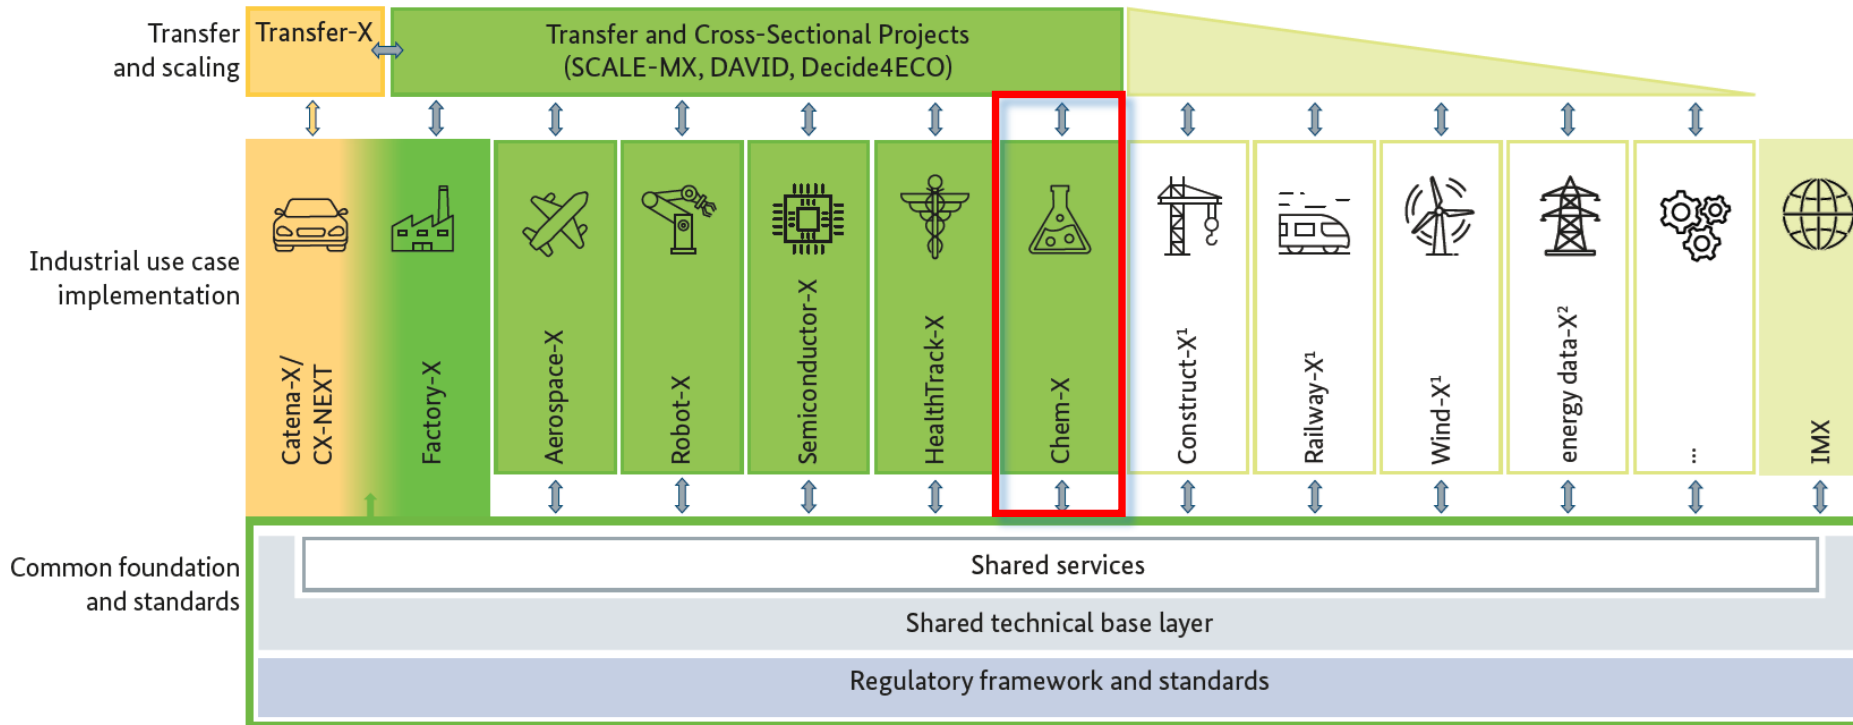 Transfer
and scaling
Transfer-X
Transfer and Cross-Sectional Projects
(SCALE-MX, DAVID, Decide4ECO)
Industrial use case
implementation
Catena-X/
CX-NEXT
Factory-X
Aerospace-X
Robot-X
Semiconductor-X
HealthTrack-X
Chem-X
Construct-X¹
Railway-X¹
Wind-X¹
energy data-X²
...
IMX
Common foundation
and standards
Shared services
Shared technical base layer
Regulatory framework and standards